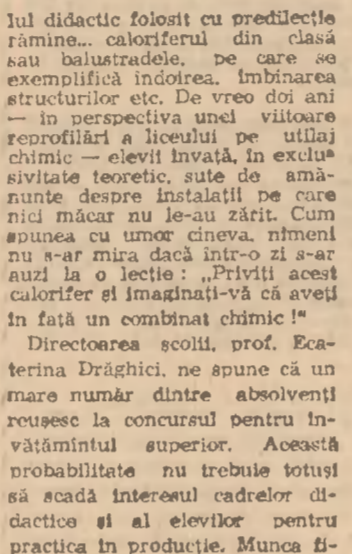 lul didactic folosit cu predilecție
rămîne... caloriferul din clasă
sau balustradele, pe care se
exemplifică îndoirea, îmbinarea
structurilor etc. De vreo doi ani
— în perspectiva unei viitoare
reprofilări a liceului pe utilaj
chimic — elevii învață, în exclu-
sivitate teoretic, sute de amă-
nunte despre instalații pe care
nici măcar nu le-au zărit. Cum
spunea cu umor cineva, nimeni
nu s-ar mira dacă într-o zi s-ar
auzi la o lecție : „Priviți acest
calorifer și imaginați-vă că aveți
în față un combinat chimic !“
Directoarea școlii, prof. Eca-
terina Drăghici, ne spune că un
mare număr dintre absolvenți
reușesc la concursul pentru în-
vățămîntul superior. Această
probabilitate nu trebuie totuși
să scadă interesul cadrelor di-
dactice și al elevilor pentru
practica în producție. Munca fi-